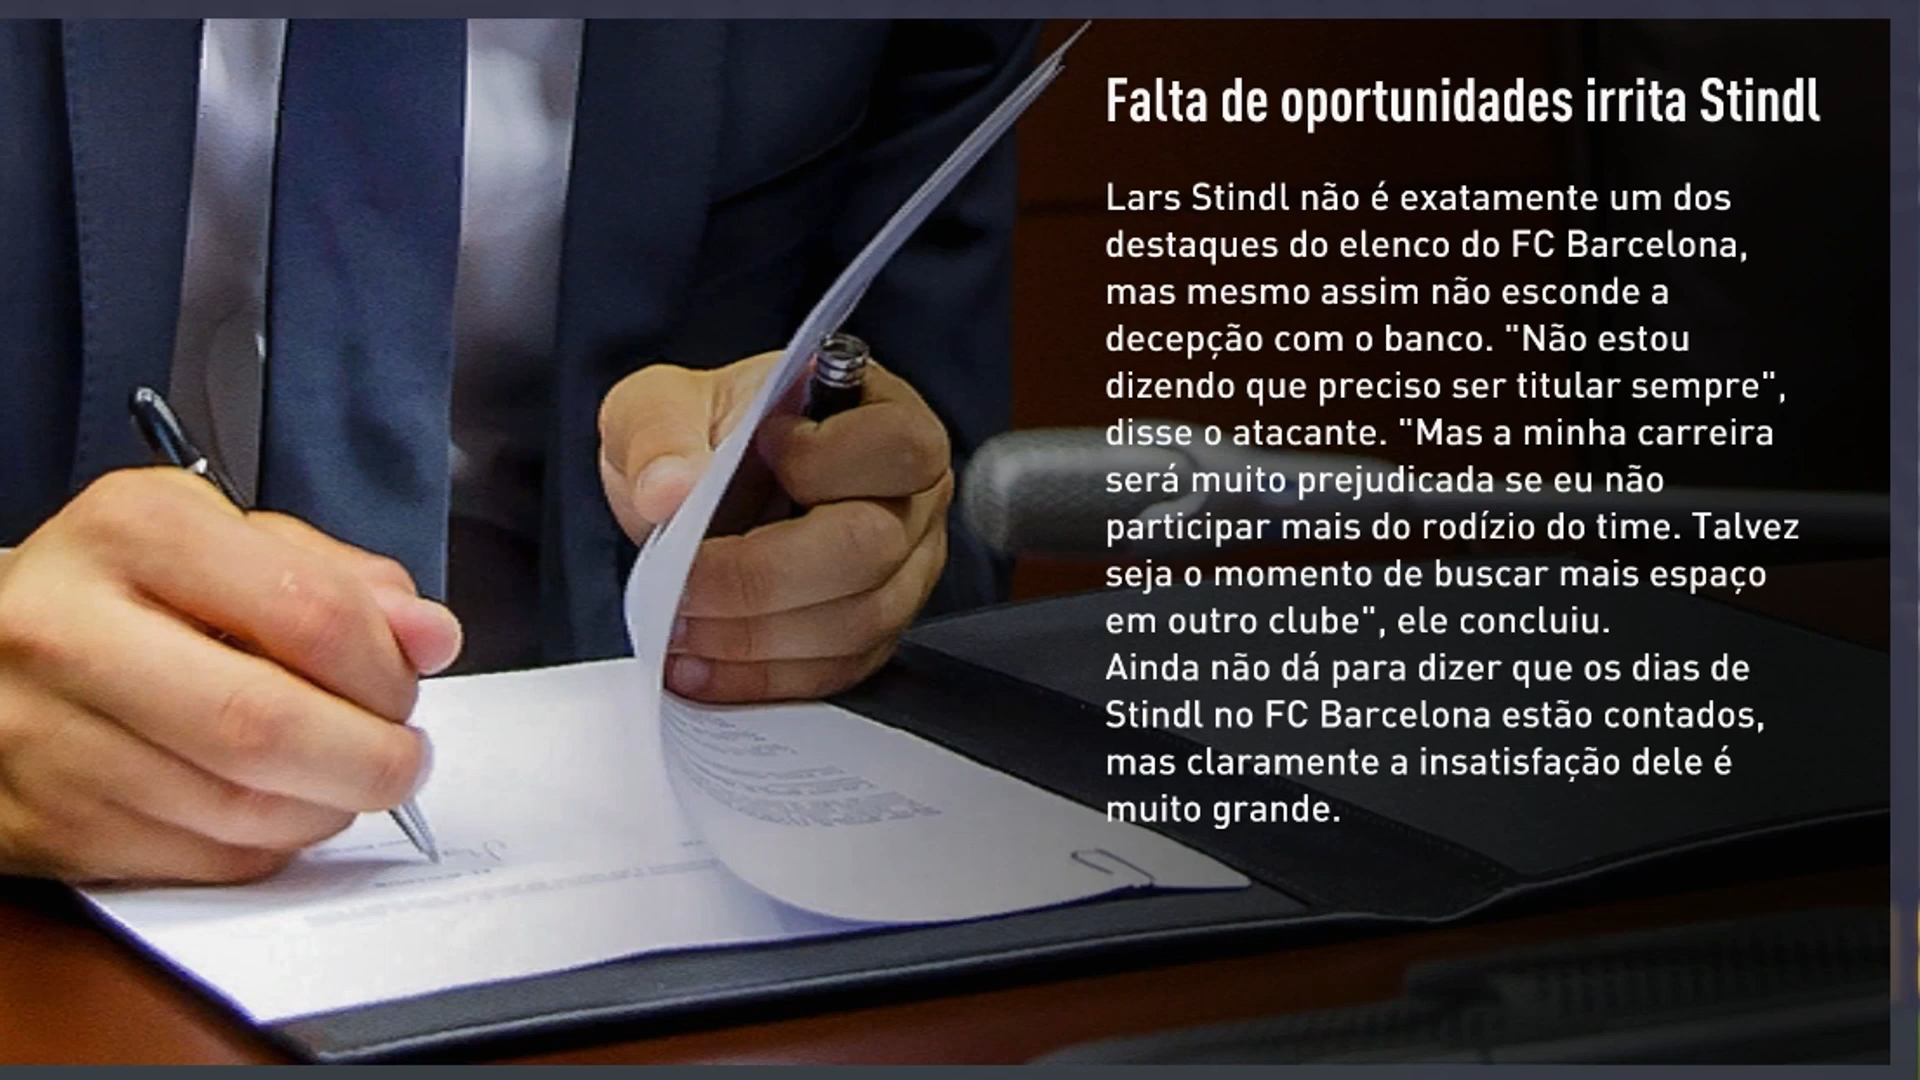 Falta de oportunidades irrita Stindl
Lars Stindl não é exatamente um dos
destaques do elenco do FC Barcelona,
mas mesmo assim não esconde a
decepção com o banco. "Não estou
dizendo que preciso ser titular sempre",
disse o atacante. "Mas a minha carreira
será muito prejudicada se eu não
participar mais do rodízio do time. Talvez
seja o momento de buscar mais espaço
em outro clube", ele concluiu.
Ainda não dá para dizer que os dias de
Stindl no FC Barcelona estão contados,
mas claramente a insatisfação dele é
muito grande.